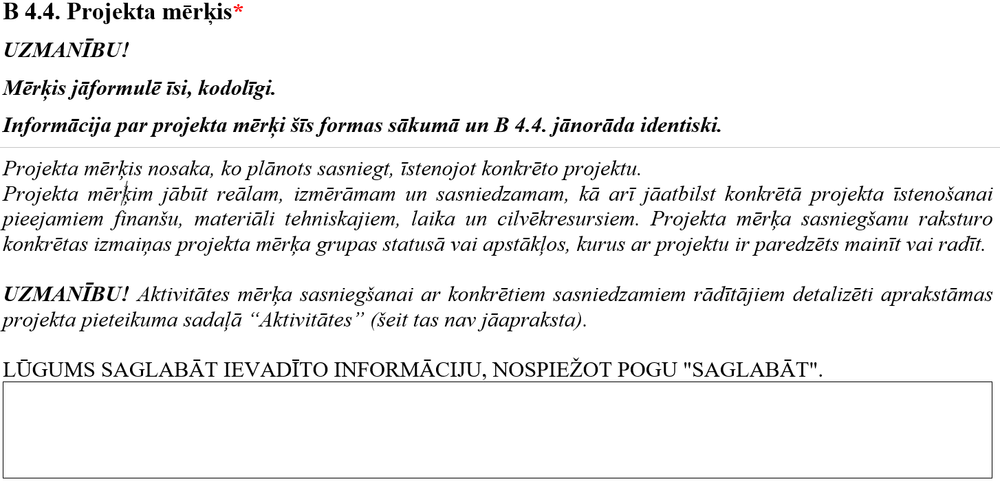 B 4.4. Projekta mērķis*
UZMANĪBU!
Mērķis jāformulē īsi, kodolīgi.
Informācija par projekta mērķi šīs formas sākumā un B 4.4. jānorāda identiski.
Projekta mērķis nosaka, ko plānots sasniegt, īstenojot konkrēto projektu.
Projekta mērķim jābūt reālam, izmērāmam un sasniedzamam, kā arī jāatbilst konkrētā projekta īstenošanai
pieejamiem finanšu, materiāli tehniskajiem, laika un cilvēkresursiem. Projekta mērķa sasniegšanu raksturo
konkrētas izmaiņas projekta mērķa grupas statusā vai apstākļos, kurus ar projektu ir paredzēts mainīt vai radīt.
UZMANĪBU! Aktivitātes mērķa sasniegšanai ar konkrētiem sasniedzamiem rādītājiem detalizēti aprakstāmas
projekta pieteikuma sadaļā “Aktivitātes” (šeit tas nav jāapraksta).
LŪGUMS SAGLABĀT IEVADĪTO INFORMĀCIJU, NOSPIEŽOT POGU "SAGLABĀT".